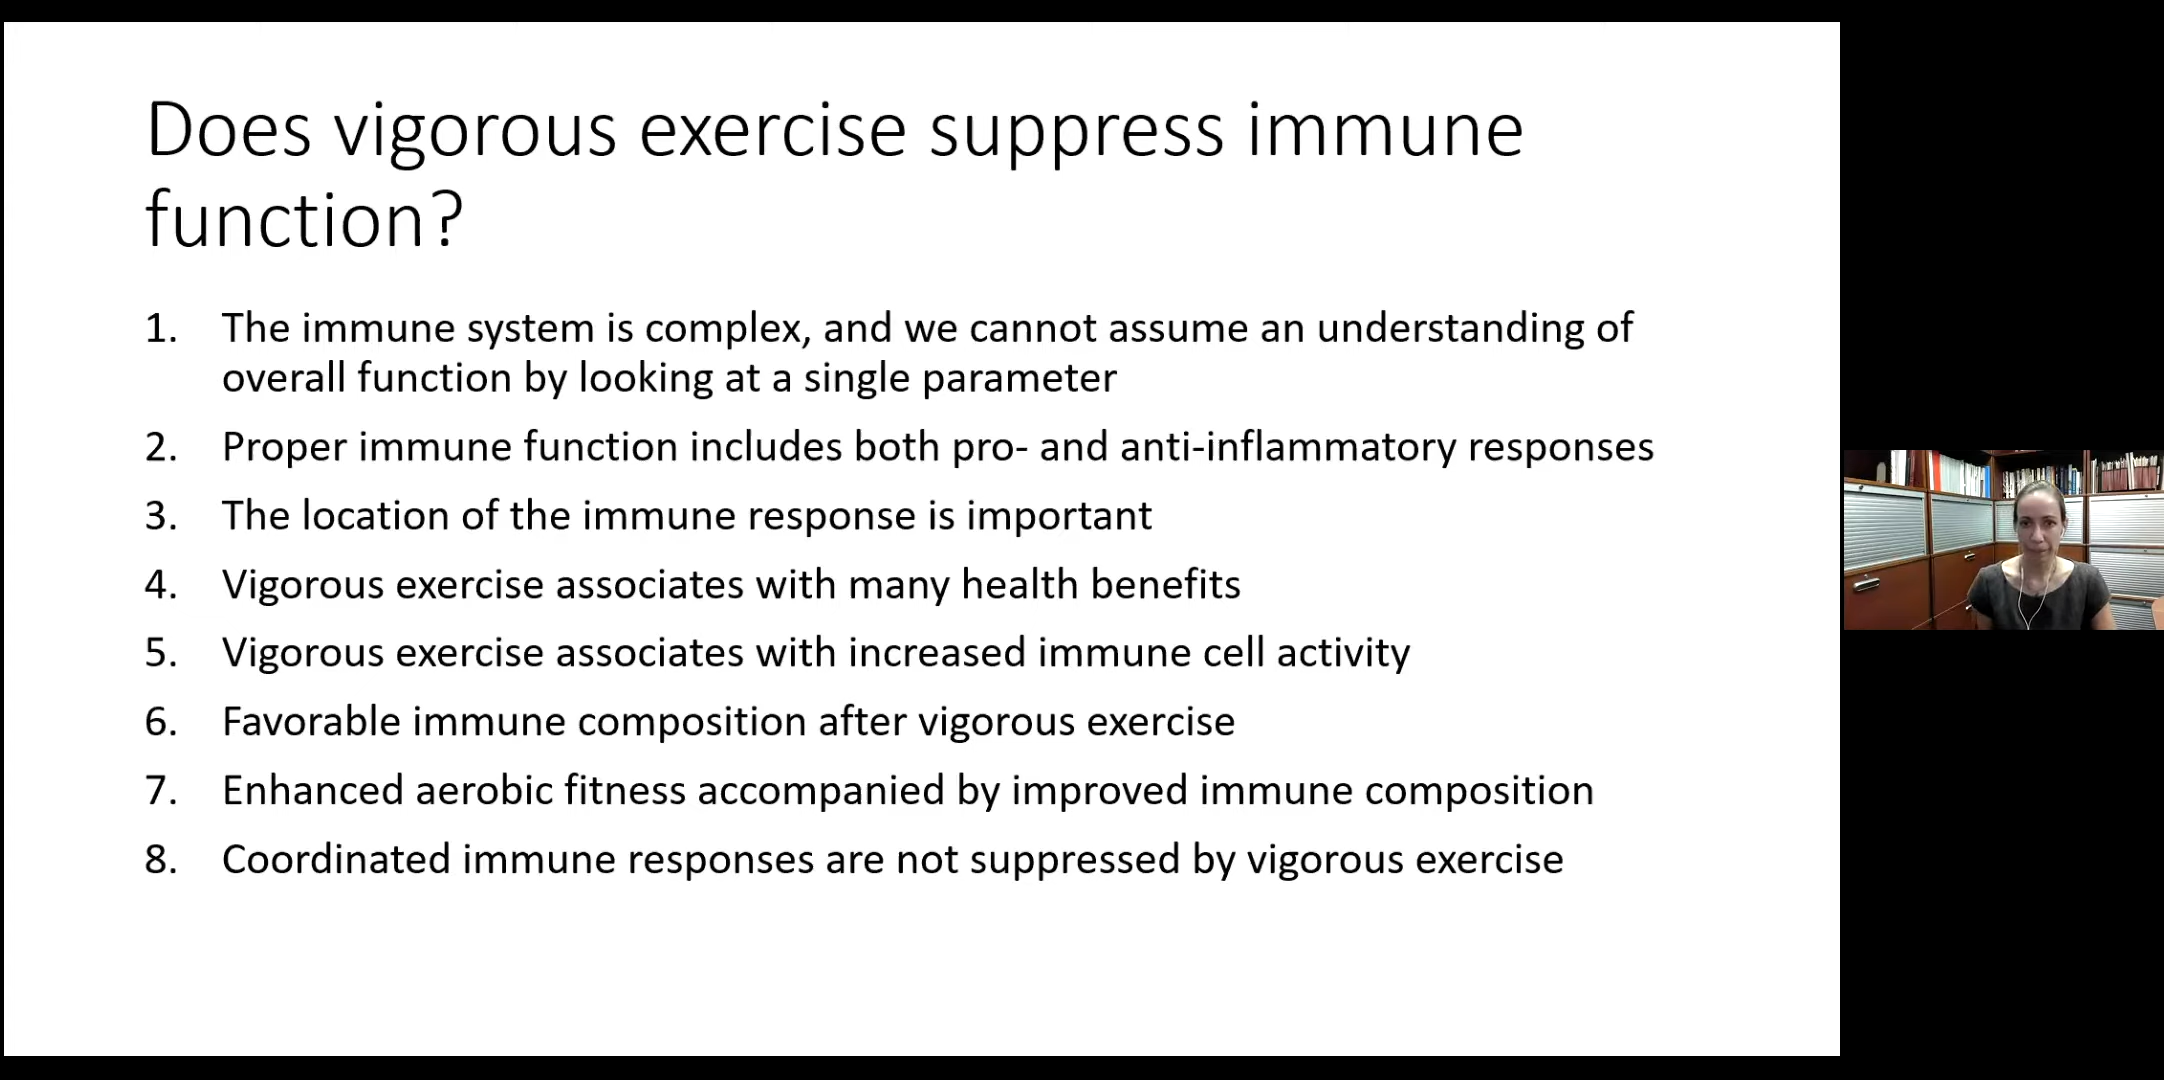 Does vigorous exercise suppress immune
function?
1. The immune system is complex, and we cannot assume an understanding of
overall function by looking at a single parameter
2. Proper immune function includes both pro- and anti-inflammatory responses
3. The location of the immune response is important
4. Vigorous exercise associates with many health benefits
5. Vigorous exercise associates with increased immune cell activity
6. Favorable immune composition after vigorous exercise
7. Enhanced aerobic fitness accompanied by improved immune composition
8. Coordinated immune responses are not suppressed by vigorous exercise